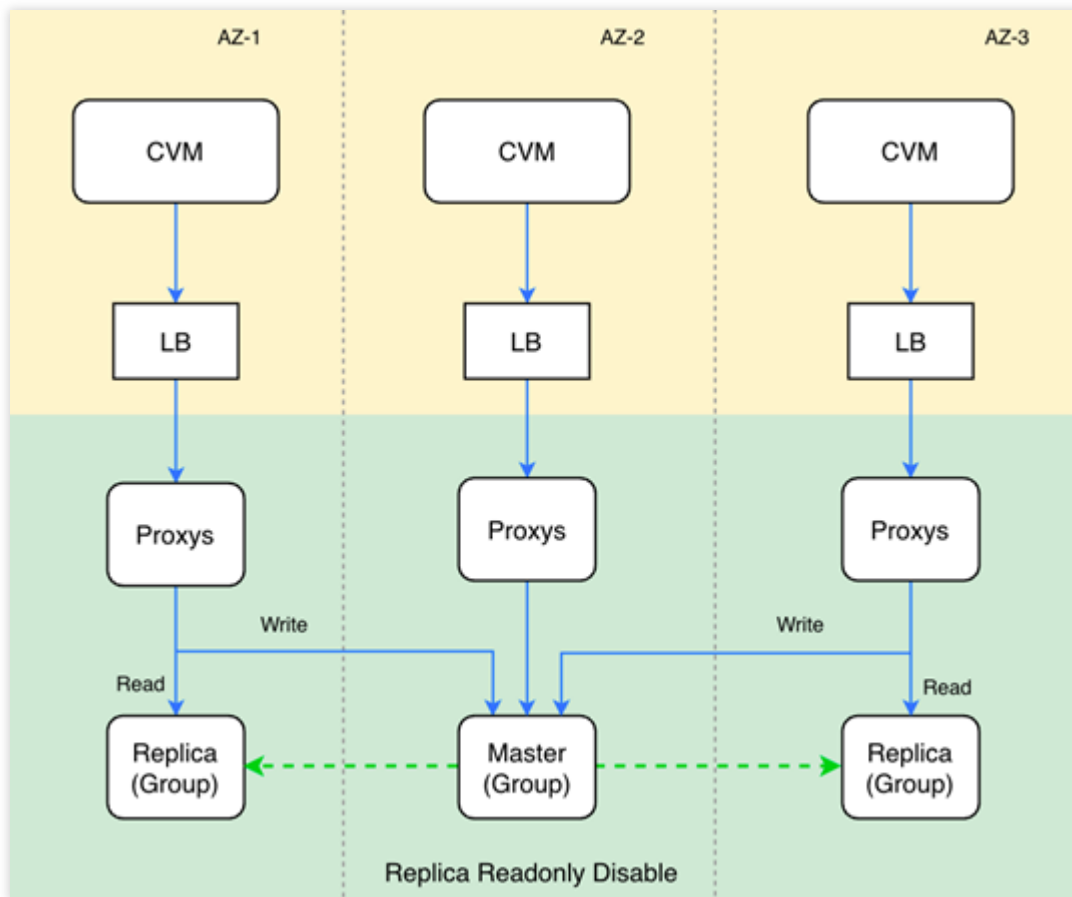 AZ-1
AZ-2
AZ-3
CVM
CVM
CVM
LB
LB
LB
Proxys
Proxys
Proxys
Write
Write
Read
Read
Replica
(Group)
Master
(Group)
Replica
(Group)
Replica Readonly Disable